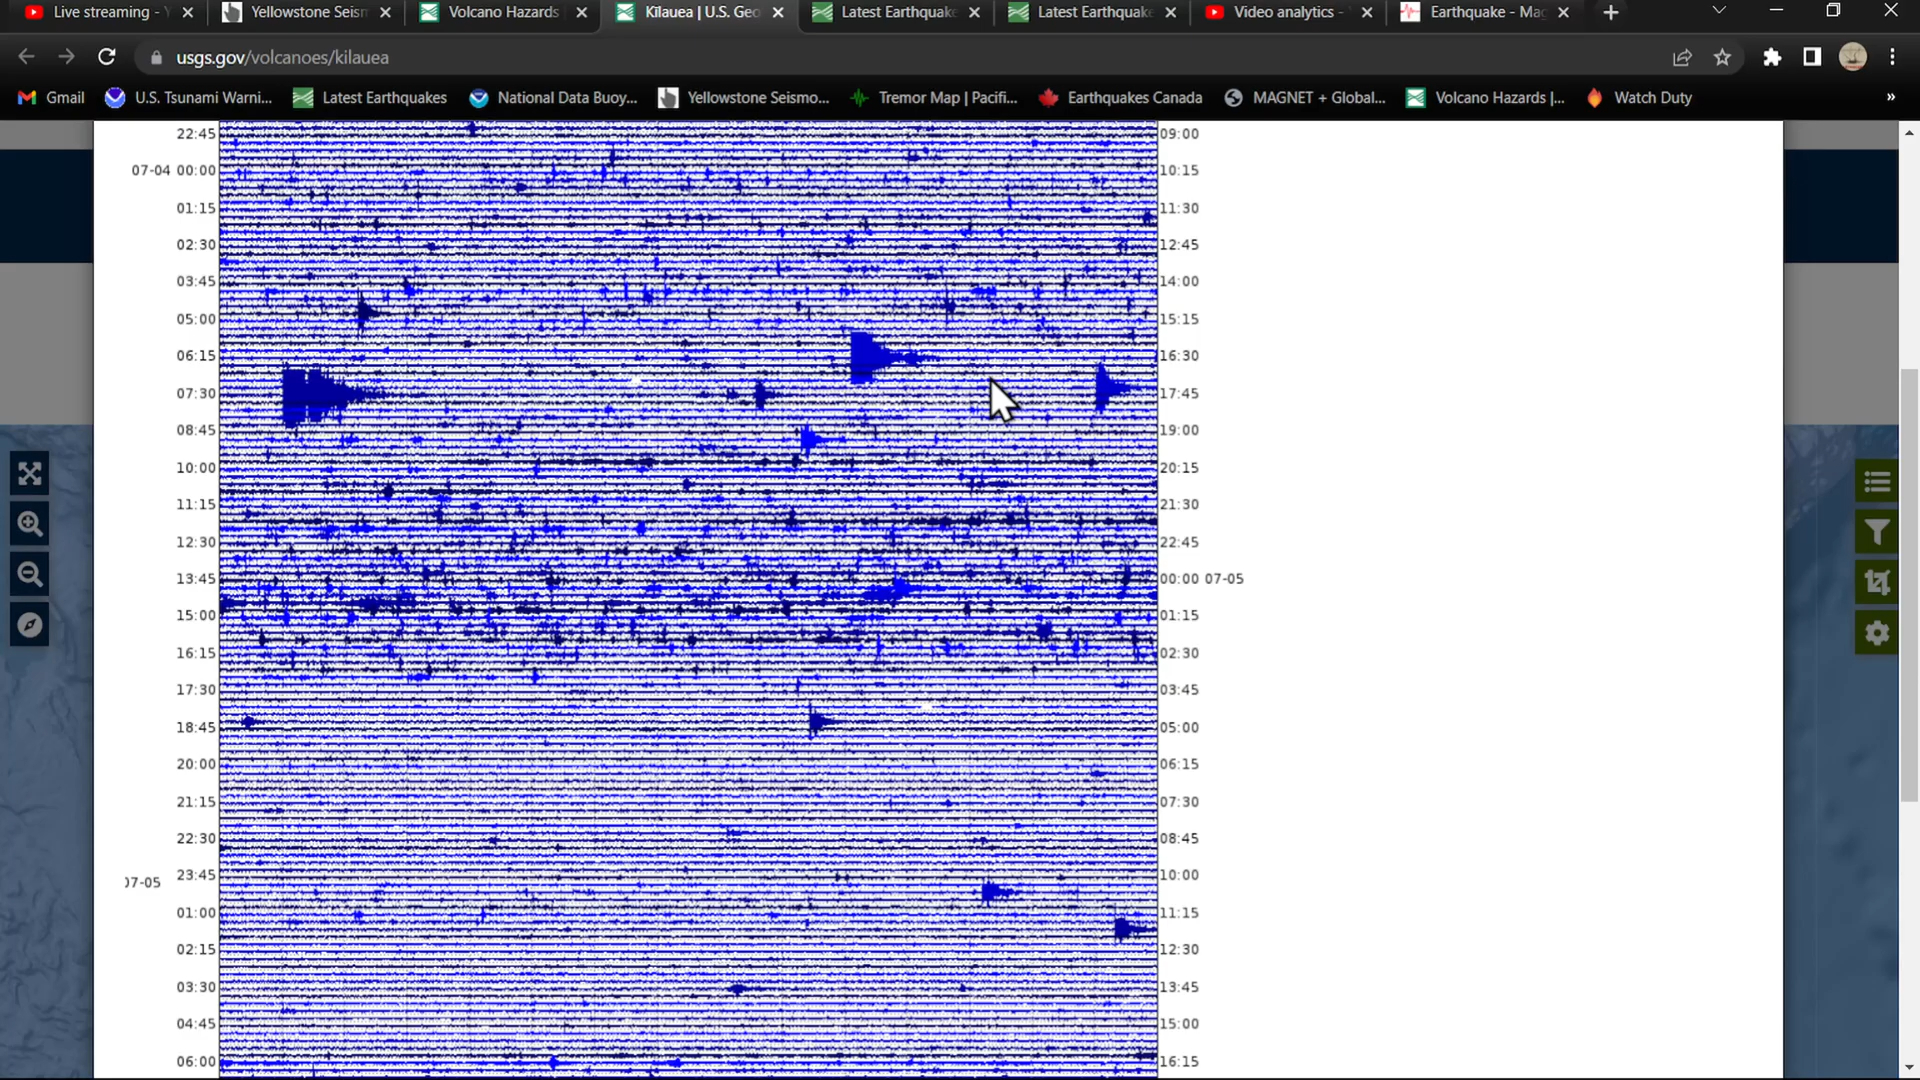 Live streaming -
Yellowstone Seism
Volcano Hazards
Kilauea | U.S. Geo
Latest Earthquake
Latest Earthquake
Video analytics -
Earthquake - Mag
usgs.gov/volcanoes/kilauea
Gmail
U.S. Tsunami Warni...
Latest Earthquakes
National Data Buoy...
Yellowstone Seismo...
Tremor Map | Pacifi...
Earthquakes Canada
MAGNET + Global...
Volcano Hazards |...
Watch Duty
»
22:45 09:00
07-04 00:00 10:15
01:15 11:30
02:30 12:45
03:45 14:00
05:00 15:15
06:15 16:30
07:30 17:45
08:45 19:00
10:00 20:15
11:15 21:30
12:30 22:45
13:45 00:00 07-05
15:00 01:15
16:15 02:30
17:30 03:45
18:45 05:00
20:00 06:15
21:15 07:30
22:30 08:45
23:45 10:00
07-05
01:00 11:15
02:15 12:30
03:30 13:45
04:45 15:00
06:00 16:15